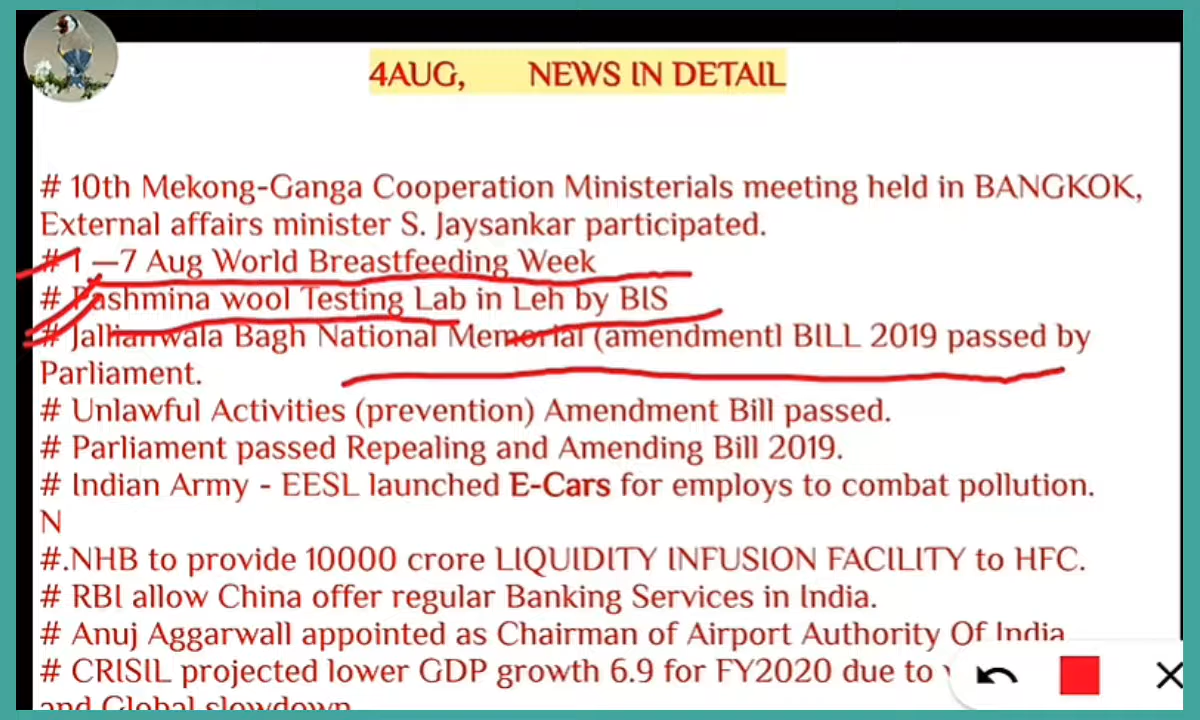 4AUG, NEWS IN DETAIL
# 10th Mekong-Ganga Cooperation Ministerials meeting held in BANGKOK,
External affairs minister S. Jaysankar participated.
# 1 –7 Aug World Breastfeeding Week
# Pashmina wool Testing Lab in Leh by BIS
# Jallianwala Bagh National Memorial (amendmentl BILL 2019 passed by
Parliament.
# Unlawful Activities (prevention) Amendment Bill passed.
# Parliament passed Repealing and Amending Bill 2019.
# Indian Army - EESL launched E-Cars for employs to combat pollution.
N
#.NHB to provide 10000 crore LIQUIDITY INFUSION FACILITY to HFC.
# RBI allow China offer regular Banking Services in India.
# Anuj Aggarwall appointed as Chairman of Airport Authority Of India
# CRISIL projected lower GDP growth 6.9 for FY2020 due to
and Global slowdown